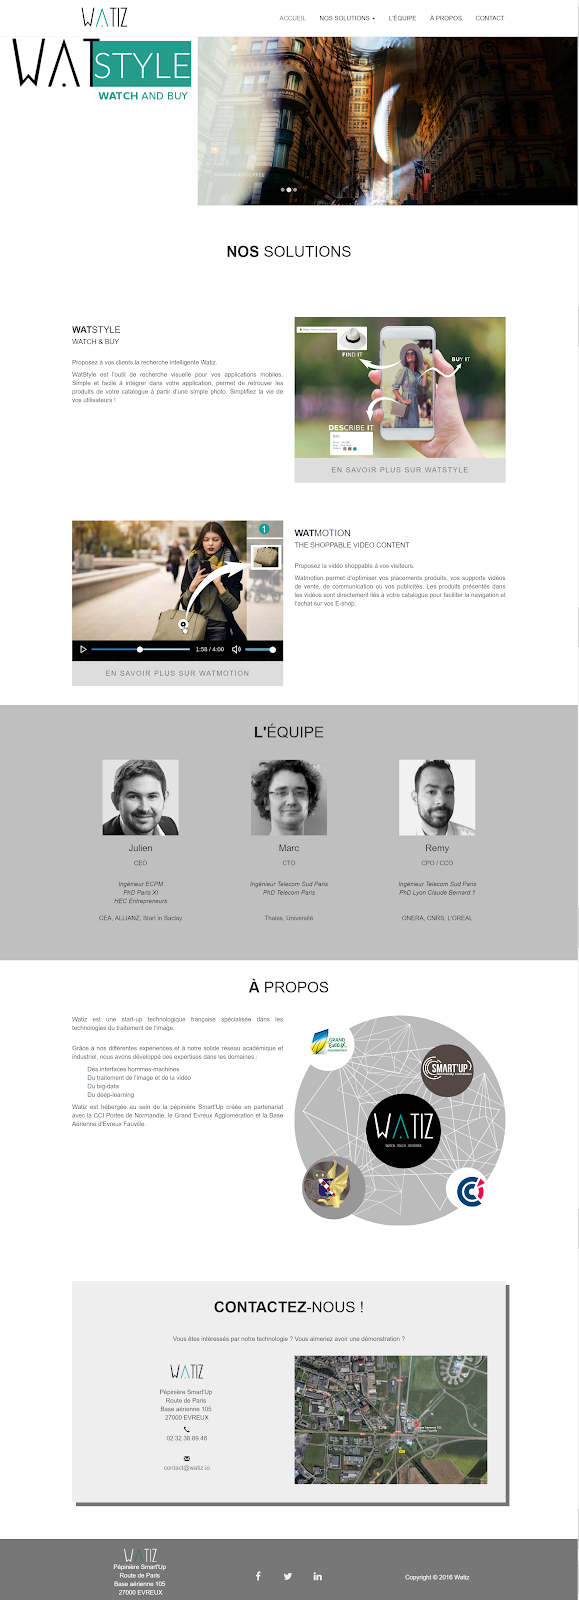 WATIZ
ACCUEIL NOS SOLUTIONS L'ÉQUIPE À PROPOS CONTACT
WATSTYLE
WATCH AND BUY
NOS SOLUTIONS
WATSTYLE
WATCH & BUY
Proposez à vos clients la recherche intelligente Watiz.
WatStyle est l'outil de recherche visuelle pour vos applications mobiles.
Simple et facile à intégrer dans votre application, permet de retrouver les
produits de votre catalogue à partir d'une simple photo. Simplifiez la vie de
vos utilisateurs !
FIND IT
BUY IT
DESCRIBE IT
EN SAVOIR PLUS SUR WATSTYLE
1
1:58 / 4:00
EN SAVOIR PLUS SUR WATMOTION
WATMOTION
THE SHOPPABLE VIDEO CONTENT
Proposez la vidéo shoppable à vos visiteurs.
Watmotion permet d'optimiser vos placements produits, vos supports vidéos
de vente, de communication ou vos publicités. Les produits présentés dans
les vidéos sont directement liés à votre catalogue pour faciliter la navigation et
l'achat sur vos E-shop.
L'ÉQUIPE
Julien
CEO
Ingénieur ECPM
PhD Paris XI
HEC Entrepreneurs
CEA, ALLIANZ, Start in Saclay
Marc
CTO
Ingénieur Telecom Sud Paris
PhD Telecom Paris
Thales, Université
Remy
CPO / CCO
Ingénieur Telecom Sud Paris
PhD Lyon Claude Bernard 1
ONERA, CNRS, L'OREAL
À PROPOS
Watiz est une start-up technologique française spécialisée dans les
technologies du traitement de l'image.
Grâce à nos différentes expériences et à notre solide réseau académique et
industriel, nous avons développé des expertises dans les domaines :
Des interfaces hommes-machines
Du traitement de l'image et de la vidéo
Du big-data
Du deep-learning
Watiz est hébergée au sein de la pépinière Smart'Up créée en partenariat
avec la CCI Portes de Normandie, le Grand Evreux Agglomération et la Base
Aérienne d'Evreux Fauville.
GRAND
Evreux
SMART'UP
WATIZ
CONTACTEZ-NOUS !
Vous êtes intéressés par notre technologie ? Vous aimeriez avoir une démonstration ?
WATIZ
Pépinière Smart'Up
Route de Paris
Base aérienne 105
27000 EVREUX
02.32.38.89.46
contact@watiz.io
WATIZ
Pépinière Smart'Up
Route de Paris
Base aérienne 105
27000 EVREUX
Copyright © 2016 Watiz